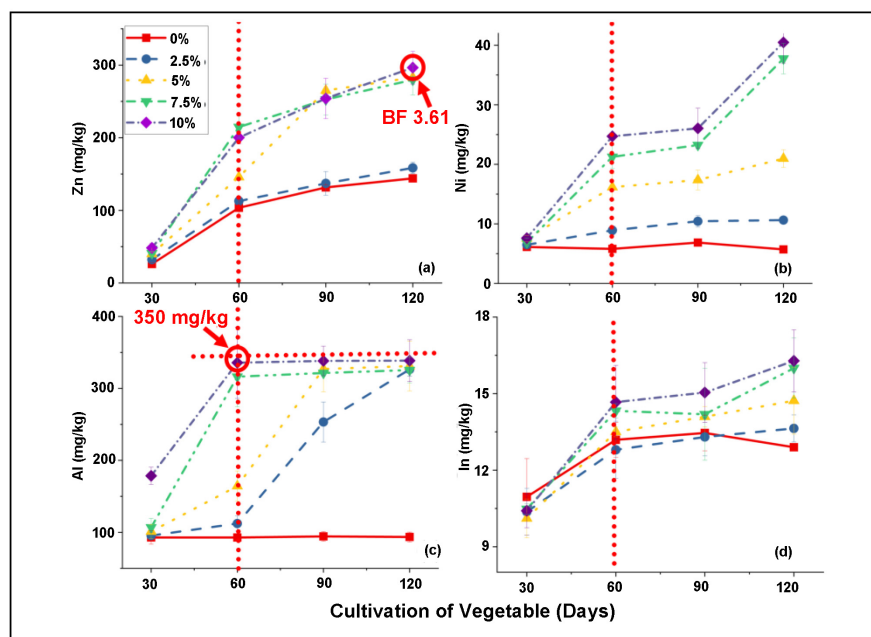 0%
2.5%
5%
7.5%
10%
Zn (mg/kg)
300
200
100
0
30 60 90 120
BF 3.61
(a)
Ni (mg/kg)
40
30
20
10
0
30 60 90 120
(b)
350 mg/kg
Al (mg/kg)
400
300
200
100
30 60 90 120
(c)
In (mg/kg)
18
15
12
9
30 60 90 120
(d)
Cultivation of Vegetable (Days)